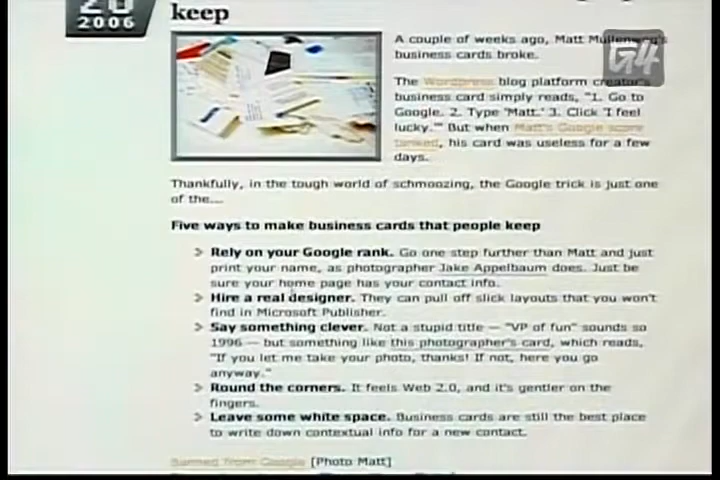 2006
keep
G4
A couple of weeks ago, Matt Mullenweg's
business cards broke.
The Wordpress blog platform creator's
business card simply reads, "1. Go to
Google. 2. Type 'Matt.' 3. Click 'I feel
lucky.'" But when Matt's Google score
tanked, his card was useless for a few
days.
Thankfully, in the tough world of schmoozing, the Google trick is just one
of the...
Five ways to make business cards that people keep
Rely on your Google rank. Go one step further than Matt and just
print your name, as photographer Jake Appelbaum does. Just be
sure your home page has your contact info.
Hire a real designer. They can pull off slick layouts that you won't
find in Microsoft Publisher.
Say something clever. Not a stupid title — "VP of fun" sounds so
1996 — but something like this photographer's card, which reads,
"If you let me take your photo, thanks! If not, here you go
anyway."
Round the corners. It feels Web 2.0, and it's gentler on the
fingers.
Leave some white space. Business cards are still the best place
to write down contextual info for a new contact.
Banned from Google [Photo Matt]